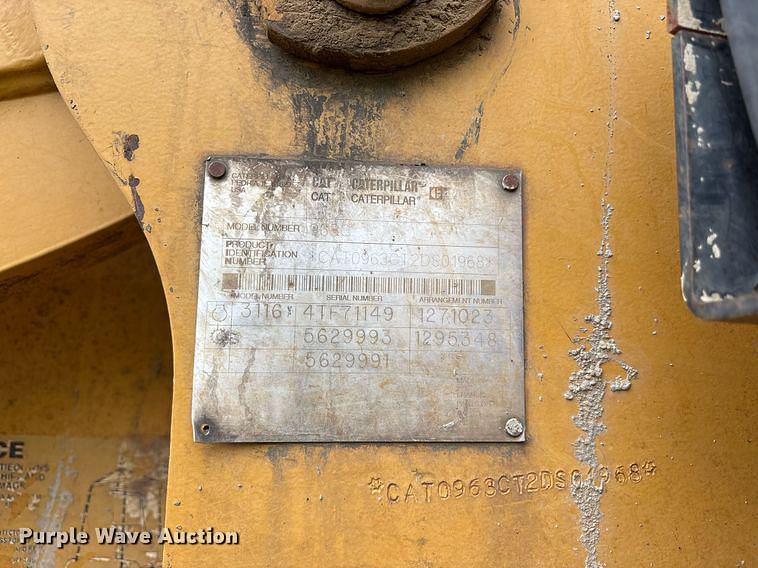 CAT CATERPILLAR
CAT CATERPILLAR
USA
MODEL NUMBER
PRODUCT
IDENTIFICATION
NUMBER
*CAT0963CT2DS01968*
MODEL NUMBER SERIAL NUMBER ARRANGEMENT NUMBER
3116 4TF71149 1271023
5629993 1295348
5629991
*CAT0963CT2DS01968*
CE
Purple Wave Auction